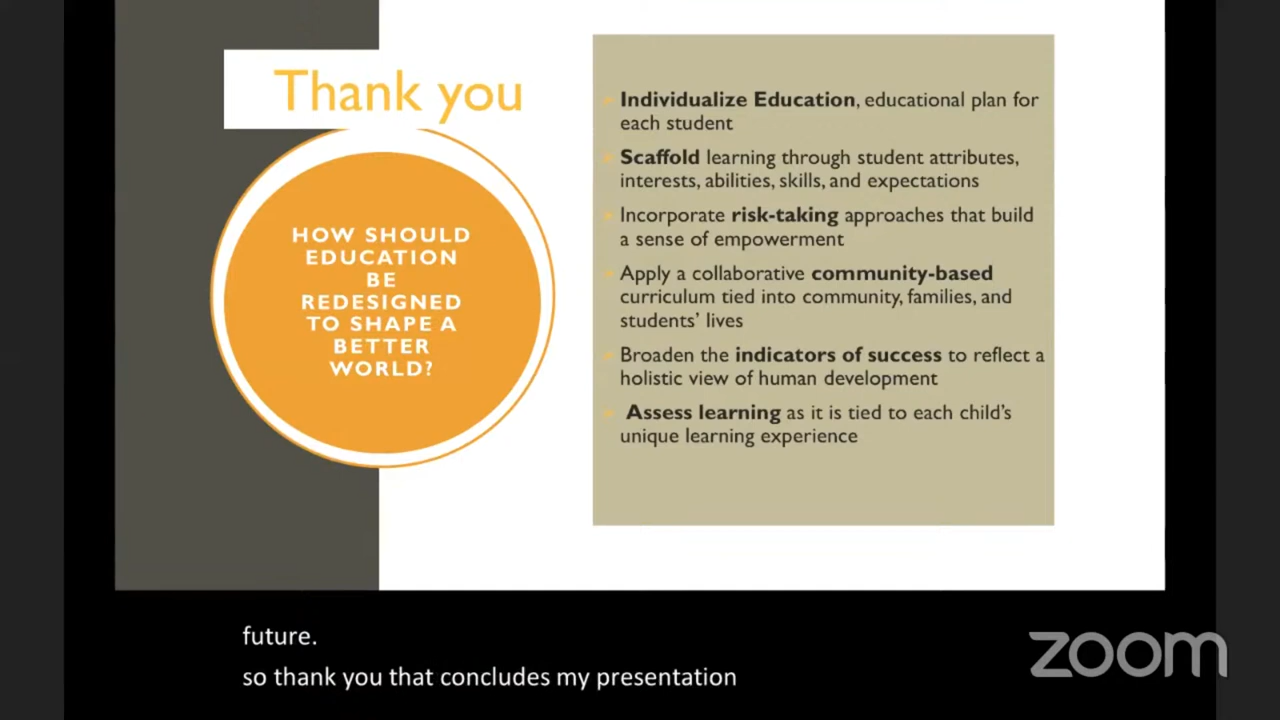 Thank you
HOW SHOULD
EDUCATION
BE
REDESIGNED
TO SHAPE A
BETTER
WORLD?
Individualize Education, educational plan for
each student
Scaffold learning through student attributes,
interests, abilities, skills, and expectations
Incorporate risk-taking approaches that build
a sense of empowerment
Apply a collaborative community-based
curriculum tied into community, families, and
students’ lives
Broaden the indicators of success to reflect a
holistic view of human development
Assess learning as it is tied to each child’s
unique learning experience
future.
so thank you that concludes my presentation
zoom